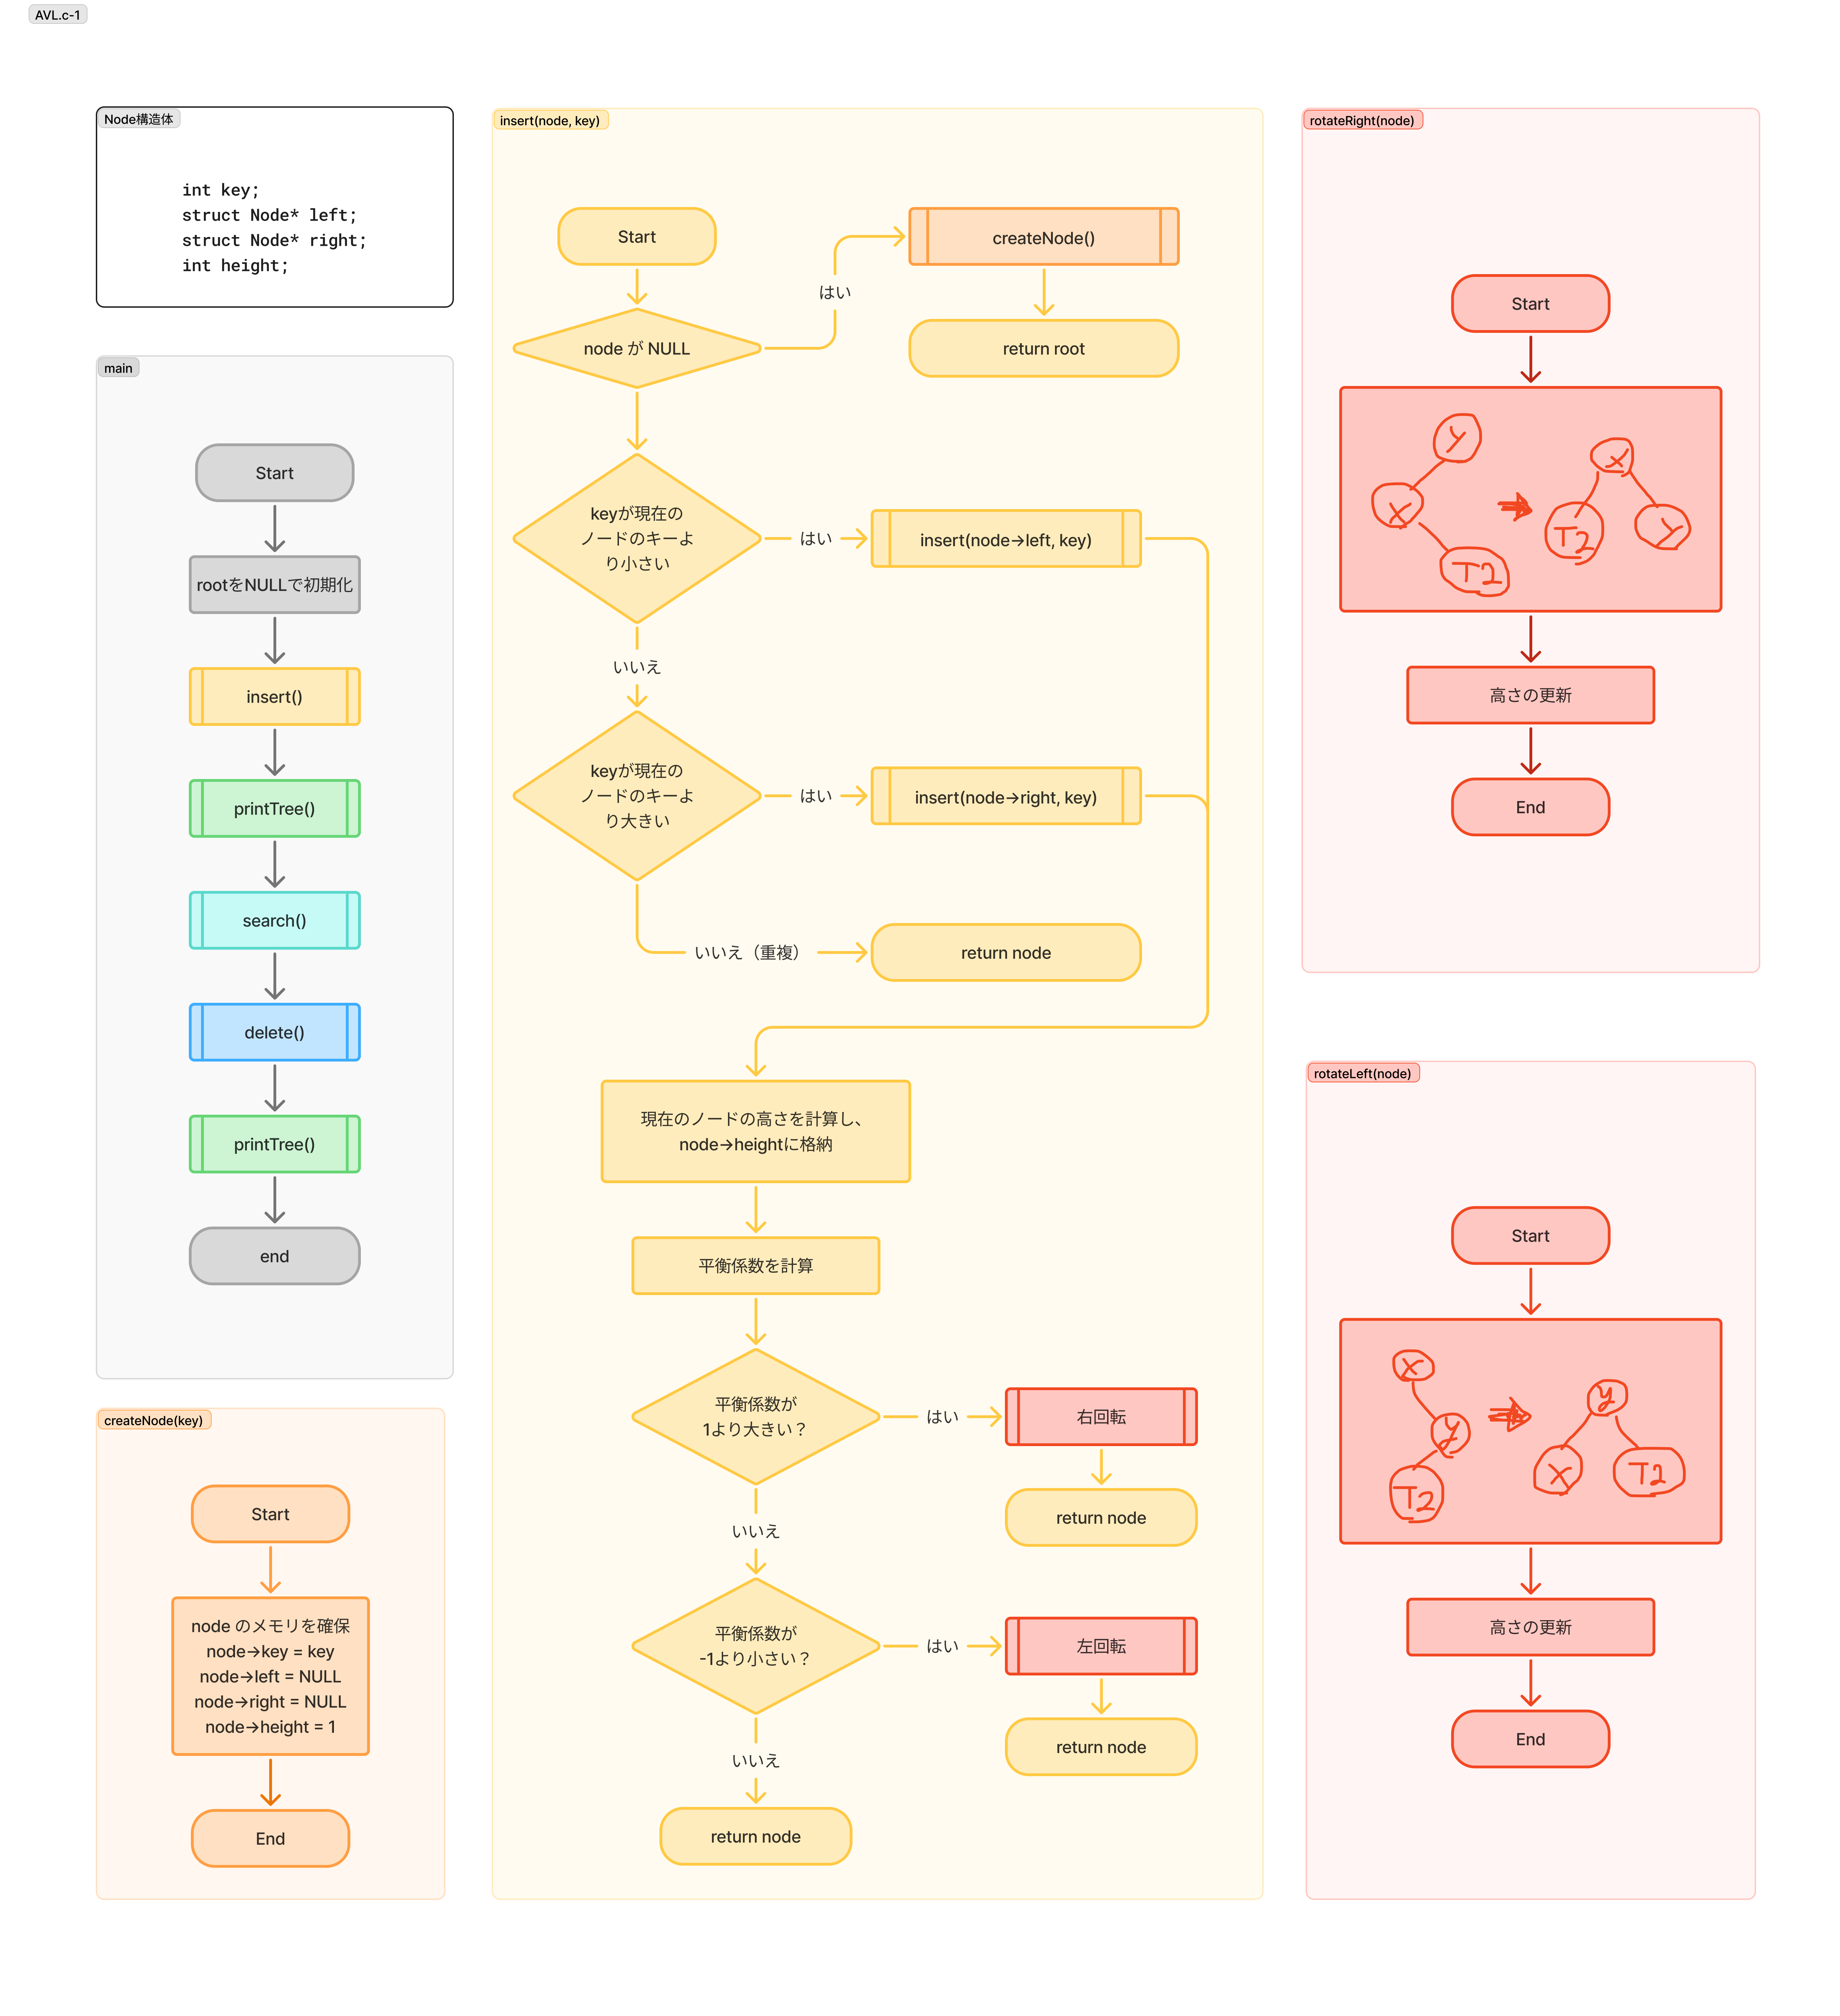 AVL.c-1
Node構造体
int key;
struct Node* left;
struct Node* right;
int height;
main
Start
rootをNULLで初期化
insert()
printTree()
search()
delete()
printTree()
end
createNode(key)
Start
node のメモリを確保
node→key = key
node→left = NULL
node→right = NULL
node→height = 1
End
insert(node, key)
Start
node が NULL
はい
createNode()
return root
keyが現在の
ノードのキーよ
り小さい
はい
insert(node→left, key)
いいえ
keyが現在の
ノードのキーよ
り大きい
はい
insert(node→right, key)
いいえ（重複）
return node
現在のノードの高さを計算し、
node→heightに格納
平衡係数を計算
平衡係数が
1より大きい？
はい
右回転
return node
いいえ
平衡係数が
-1より小さい？
はい
左回転
return node
いいえ
return node
rotateRight(node)
Start
y
x
T2
x
T2
y
高さの更新
End
rotateLeft(node)
Start
x
y
T2
y
x
T2
高さの更新
End